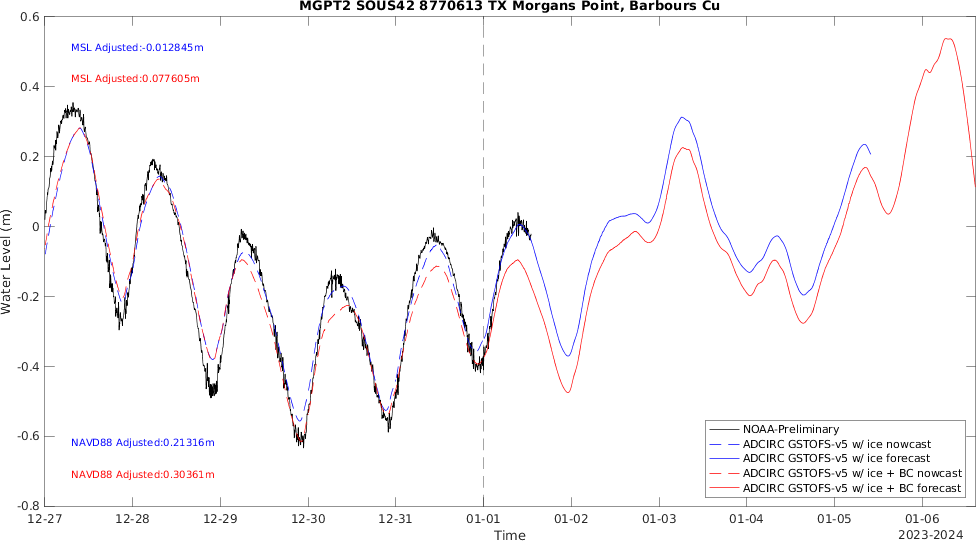 MGPT2 SOUS42 8770613 TX Morgans Point, Barbours Cu
0.6
0.4
0.2
0
-0.2
-0.4
-0.6
-0.8
Water Level (m)
MSL Adjusted:-0.012845m
MSL Adjusted:0.077605m
NAVD88 Adjusted:0.21316m
NAVD88 Adjusted:0.30361m
NOAA-Preliminary
ADCIRC GSTOFS-v5 w/ ice nowcast
ADCIRC GSTOFS-v5 w/ ice forecast
ADCIRC GSTOFS-v5 w/ ice + BC nowcast
ADCIRC GSTOFS-v5 w/ ice + BC forecast
12-27 12-28 12-29 12-30 12-31 01-01 01-02 01-03 01-04 01-05 01-06
Time
2023-2024